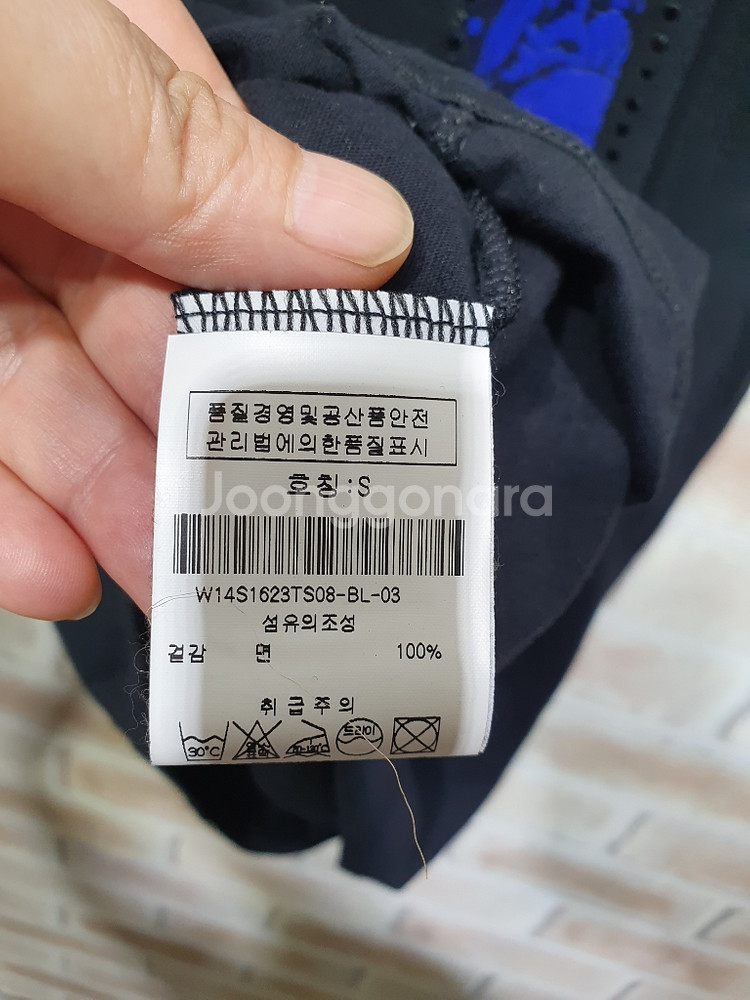 품질경영및공산품안전
관리법에의한품질표시
호칭:S
Joonggonara
W14S1623TS08-BL-03
섬유의조성
겉감 면 100%
취급주의
30°C 드라이